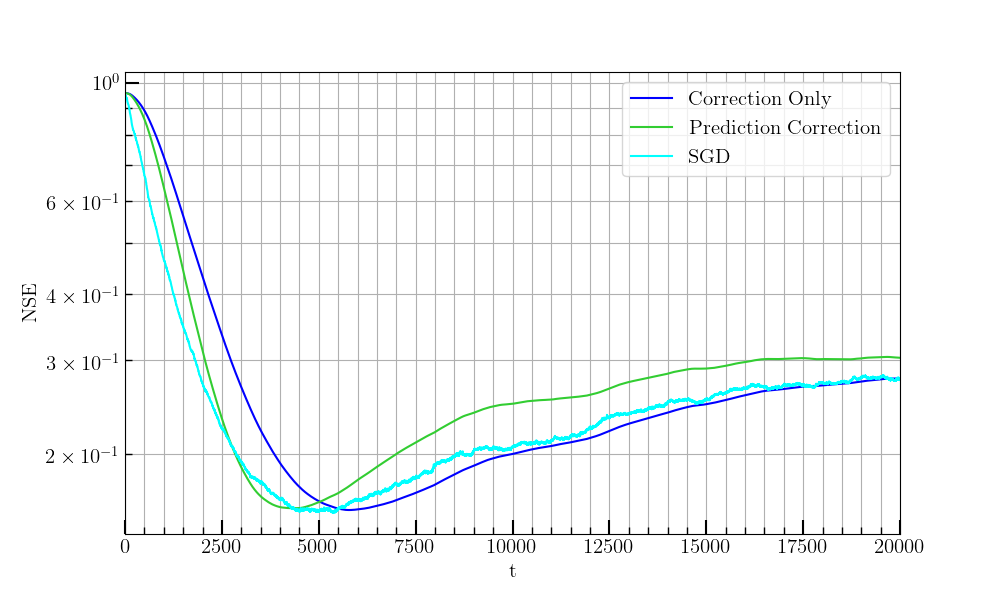 10⁰
6 × 10⁻¹
4 × 10⁻¹
3 × 10⁻¹
2 × 10⁻¹
NSE
Correction Only
Prediction Correction
SGD
0 2500 5000 7500 10000 12500 15000 17500 20000
t